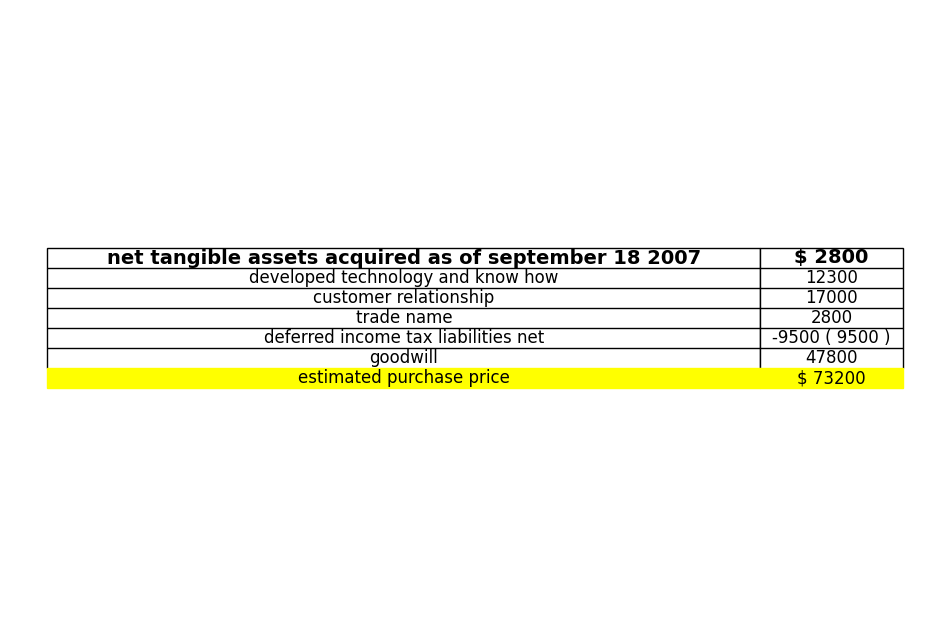 net tangible assets acquired as of september 18 2007 $ 2800
developed technology and know how 12300
customer relationship 17000
trade name 2800
deferred income tax liabilities net -9500 ( 9500 )
goodwill 47800
estimated purchase price $ 73200